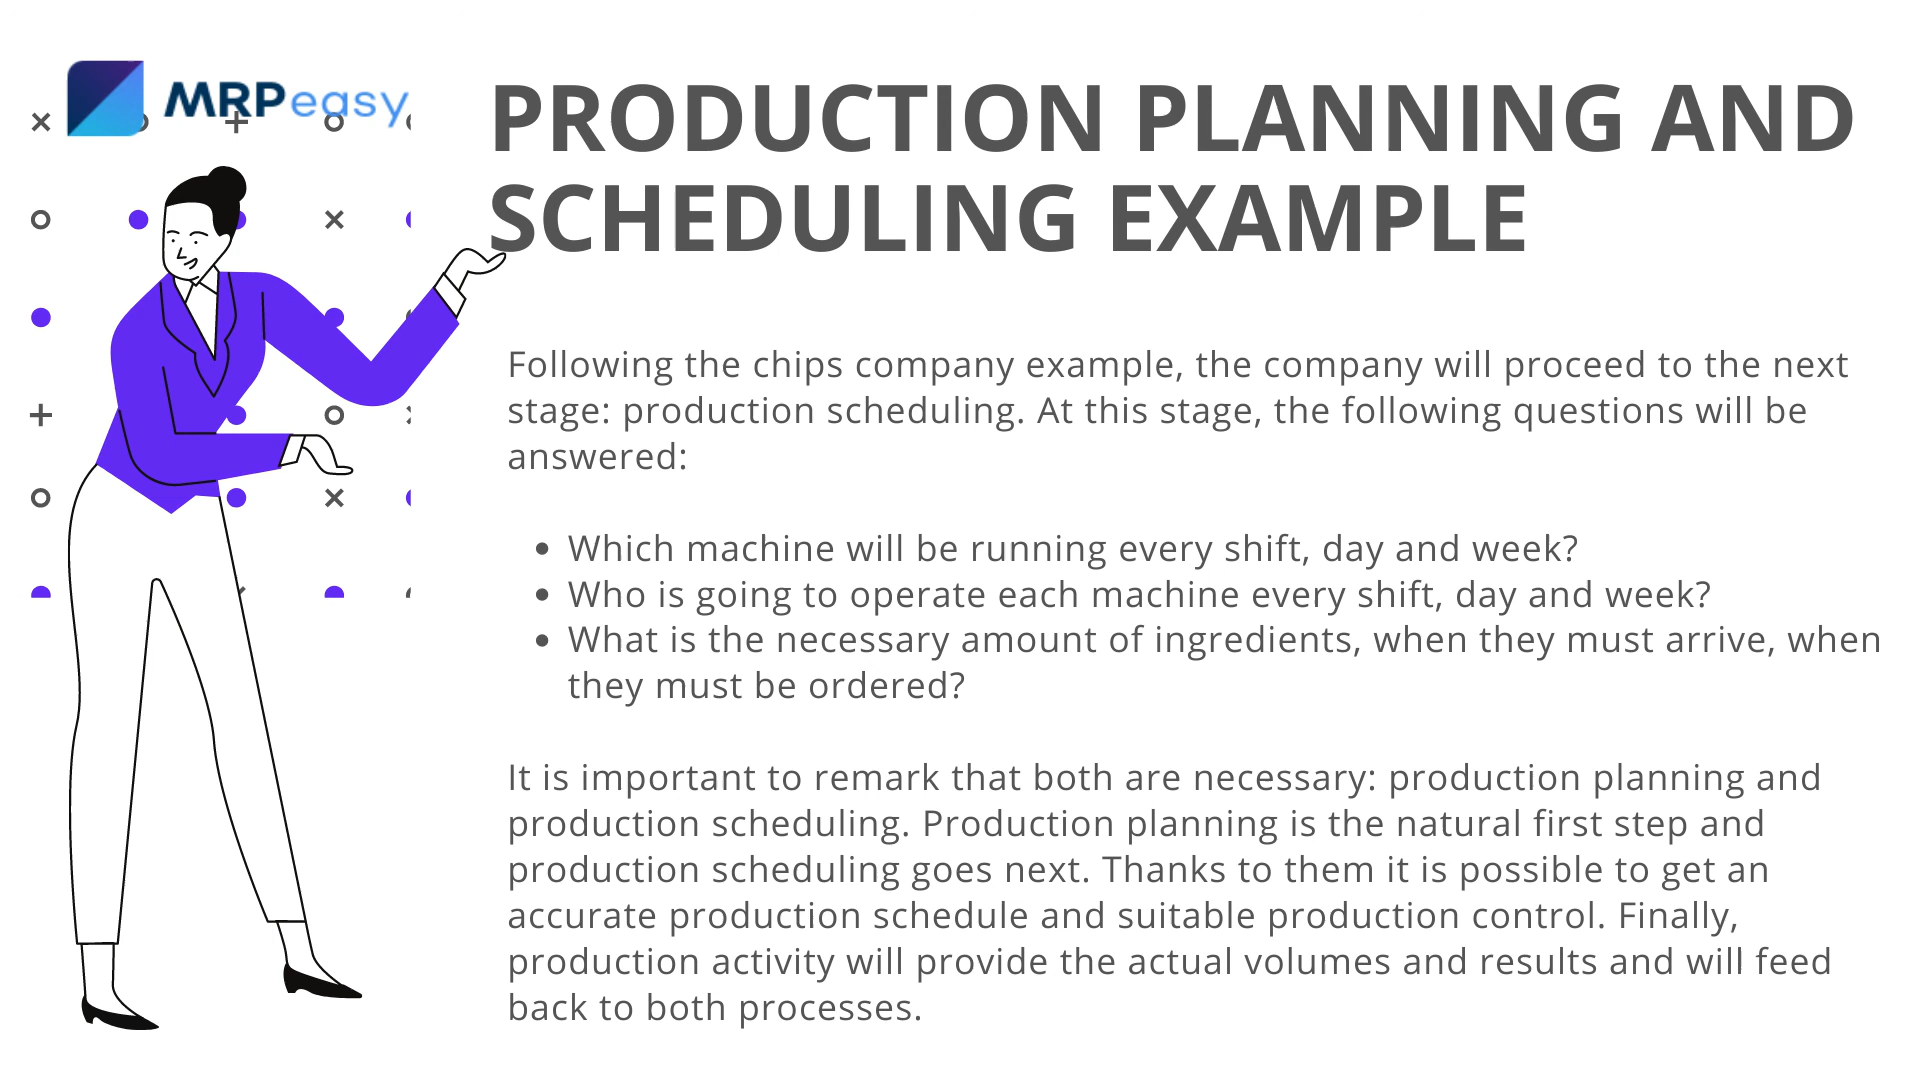 MRPeasy
PRODUCTION PLANNING AND
SCHEDULING EXAMPLE
Following the chips company example, the company will proceed to the next
stage: production scheduling. At this stage, the following questions will be
answered:
• Which machine will be running every shift, day and week?
• Who is going to operate each machine every shift, day and week?
• What is the necessary amount of ingredients, when they must arrive, when
they must be ordered?
It is important to remark that both are necessary: production planning and
production scheduling. Production planning is the natural first step and
production scheduling goes next. Thanks to them it is possible to get an
accurate production schedule and suitable production control. Finally,
production activity will provide the actual volumes and results and will feed
back to both processes.